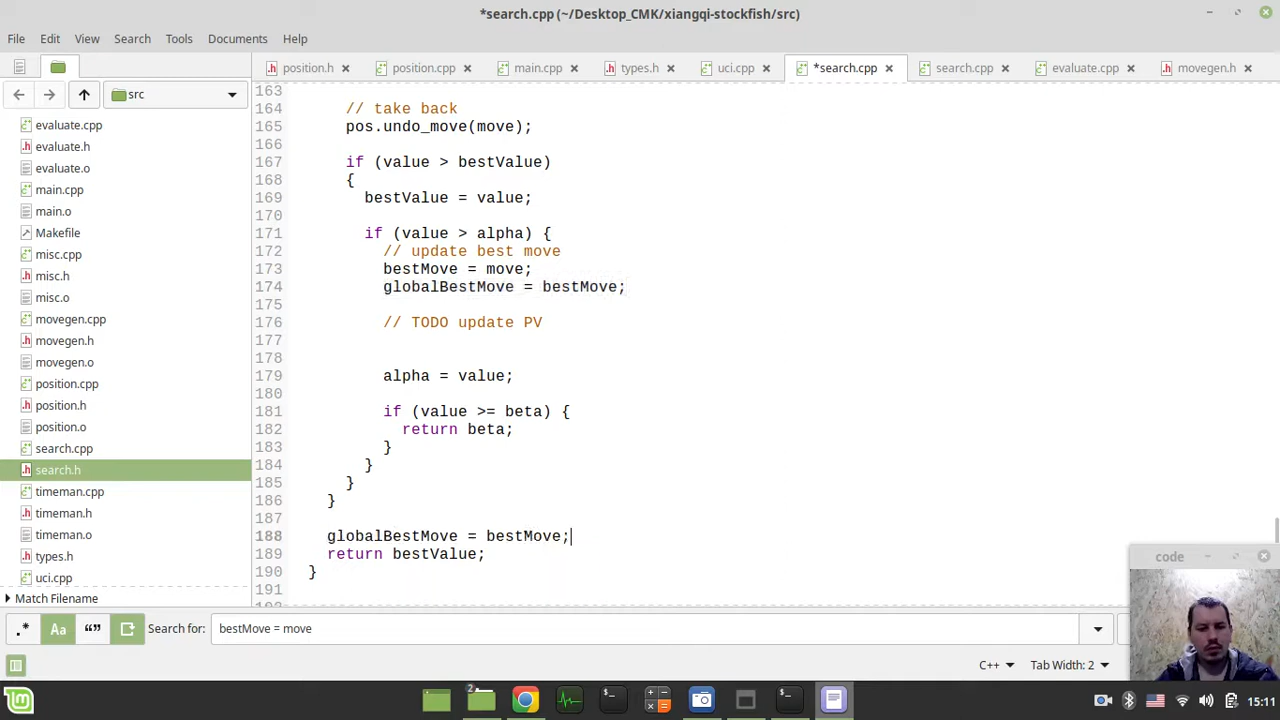 *search.cpp (~/Desktop_CMK/xiangqi-stockfish/src)
File Edit View Search Tools Documents Help
position.h position.cpp main.cpp types.h uci.cpp *search.cpp search.cpp evaluate.cpp movegen.h
src
evaluate.cpp
evaluate.h
evaluate.o
main.cpp
main.o
Makefile
misc.cpp
misc.h
misc.o
movegen.cpp
movegen.h
movegen.o
position.cpp
position.h
position.o
search.cpp
search.h
timeman.cpp
timeman.h
timeman.o
types.h
uci.cpp
Match Filename
163
164 // take back
165 pos.undo_move(move);
166
167 if (value > bestValue)
168 {
169 bestValue = value;
170
171 if (value > alpha) {
172 // update best move
173 bestMove = move;
174 globalBestMove = bestMove;
175
176 // TODO update PV
177
178
179 alpha = value;
180
181 if (value >= beta) {
182 return beta;
183 }
184 }
185 }
186 }
187
188 globalBestMove = bestMove;
189 return bestValue;
190 }
191
code
.* Aa “” Search for: bestMove = move
C++ Tab Width: 2
2
15:11